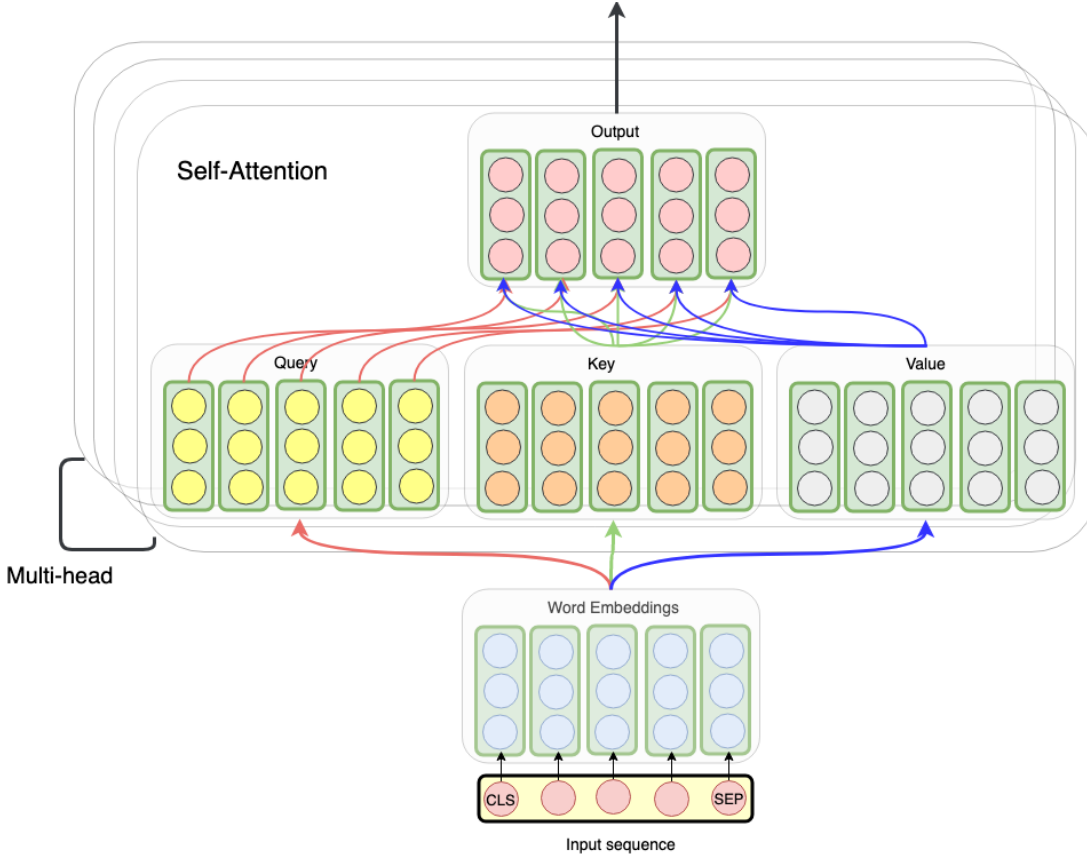 Output
Self-Attention
Query
Key
Value
Multi-head
Word Embeddings
CLS
SEP
Input sequence